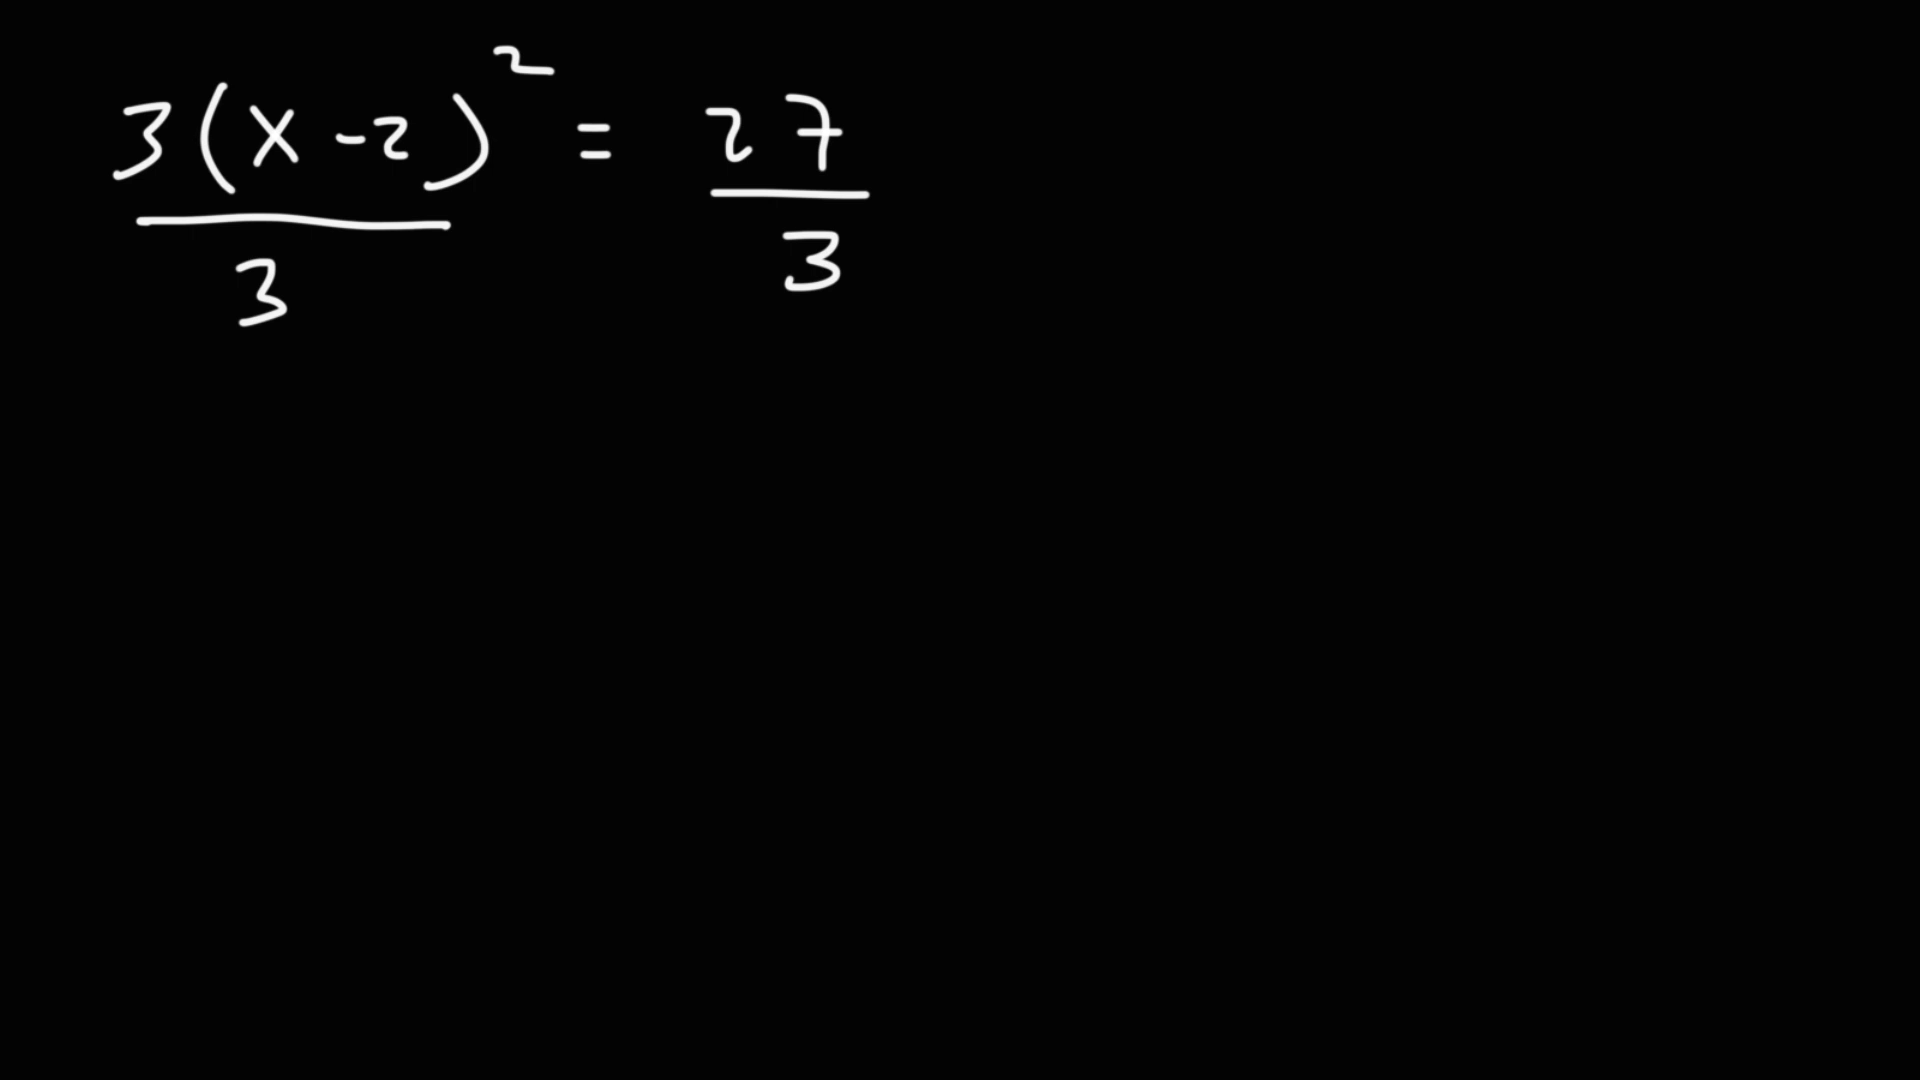 3(x-2)² = 27
3 3